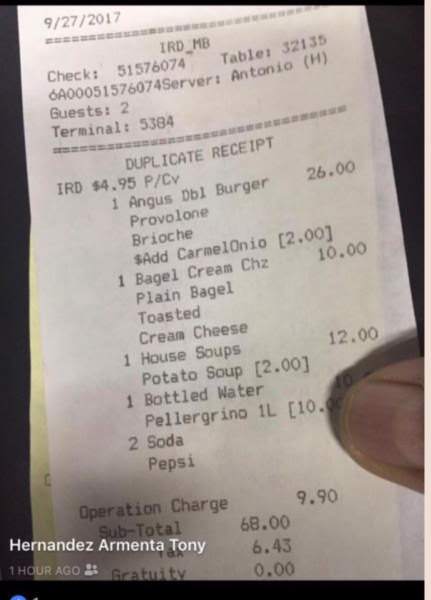 9/27/2017
================================
IRD_MB
Check: 51576074 Table: 32135
6A00051576074Server: Antonio (H)
Guests: 2
Terminal: 5384
================================
DUPLICATE RECEIPT
IRD $4.95 P/Cv
1 Angus Dbl Burger 26.00
Provolone
Brioche
$Add CarmelOnio [2.00]
1 Bagel Cream Chz 10.00
Plain Bagel
Toasted
Cream Cheese
1 House Soups 12.00
Potato Soup [2.00]
1 Bottled Water
Pellergrino 1L
2 Soda
Pepsi
Operation Charge 9.90
Sub-Total 68.00
Hernandez Armenta Tony
Tax 6.43
1 HOUR AGO
Gratuity 0.00